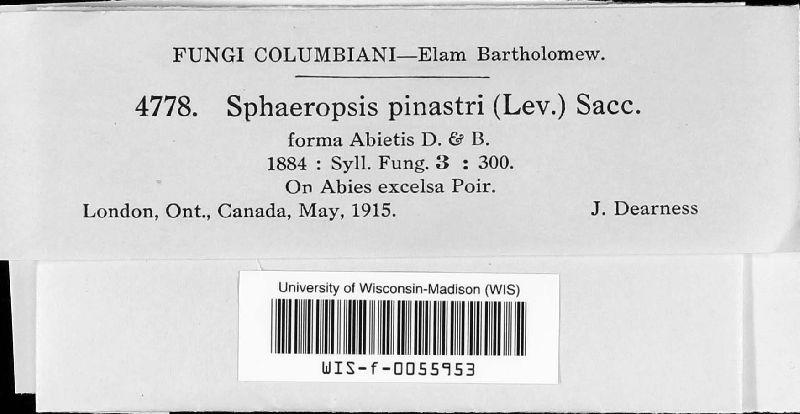 FUNGI COLUMBIANI—Elam Bartholomew.
4778. Sphaeropsis pinastri (Lev.) Sacc.
forma Abietis D. & B.
1884 : Syll. Fung. 3 : 300.
On Abies excelsa Poir.
London, Ont., Canada, May, 1915. J. Dearness
University of Wisconsin-Madison (WIS)
WIS-f-0055953